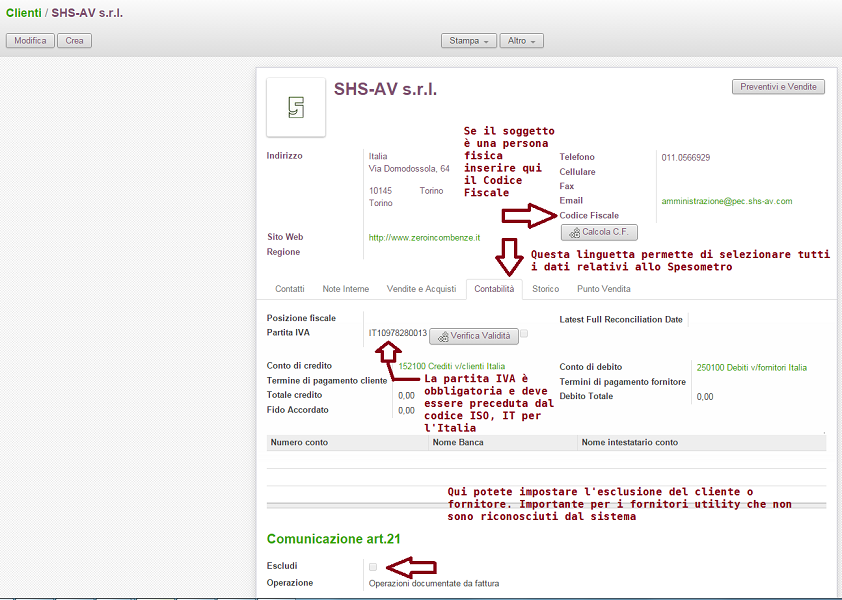 Clienti / SHS-AV s.r.l.
Modifica Crea Stampa Altro
SHS-AV s.r.l.
Preventivi e Vendite
Se il soggetto
è una persona
fisica
inserire qui
il Codice
Fiscale
Indirizzo
Italia
Via Domodossola, 64
10145 Torino
Torino
Telefono 011.0566929
Cellulare
Fax
Email amministrazione@pec.shs-av.com
Codice Fiscale
Calcola C.F.
Sito Web http://www.zeroincombenze.it
Regione
Questa linguetta permette di selezionare tutti
i dati relativi allo Spesometro
Contatti Note Interne Vendite e Acquisti Contabilità Storico Punto Vendita
Posizione fiscale
Latest Full Reconciliation Date
Partita IVA IT10978280013 Verifica Validità
Conto di credito 152100 Crediti v/clienti Italia
Conto di debito 250100 Debiti v/fornitori Italia
Termine di pagamento cliente
Termini di pagamento fornitore
Totale credito 0,00
Debito Totale 0,00
Fido Accordato 0,00
La partita IVA è
obbligatoria e deve
essere preceduta dal
codice ISO, IT per
l'Italia
Numero conto Nome Banca Nome intestatario conto
Qui potete impostare l'esclusione del cliente o
fornitore. Importante per i fornitori utility che non
sono riconosciuti dal sistema
Comunicazione art.21
Escludi
Operazione Operazioni documentate da fattura